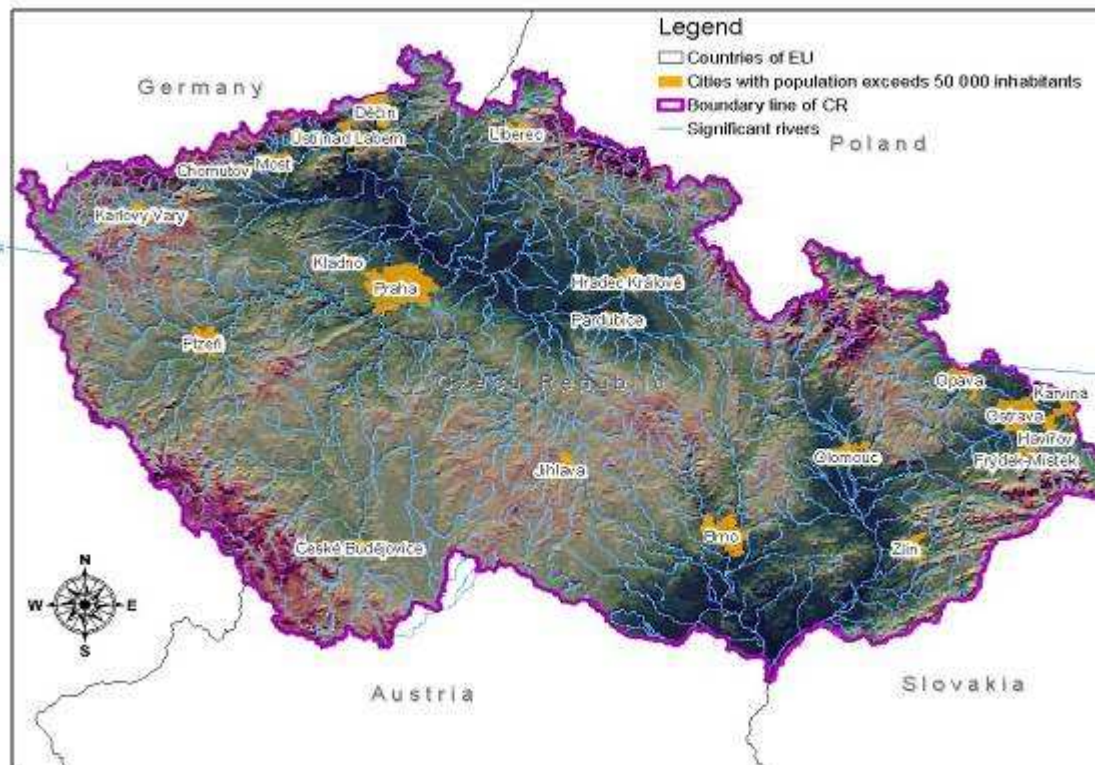 Legend
Countries of EU
Cities with population exceeds 50 000 inhabitants
Boundary line of CR
Significant rivers
Germany
Poland
Děčín
Ústí nad Labem
Liberec
Most
Chomutov
Karlovy Vary
Kladno
Praha
Hradec Králové
Pardubice
Plzeň
Czech Republic
Opava
Karviná
Ostrava
Havířov
Olomouc
Frýdek-Místek
Jihlava
Brno
Zlín
České Budějovice
N
W
E
S
Austria
Slovakia